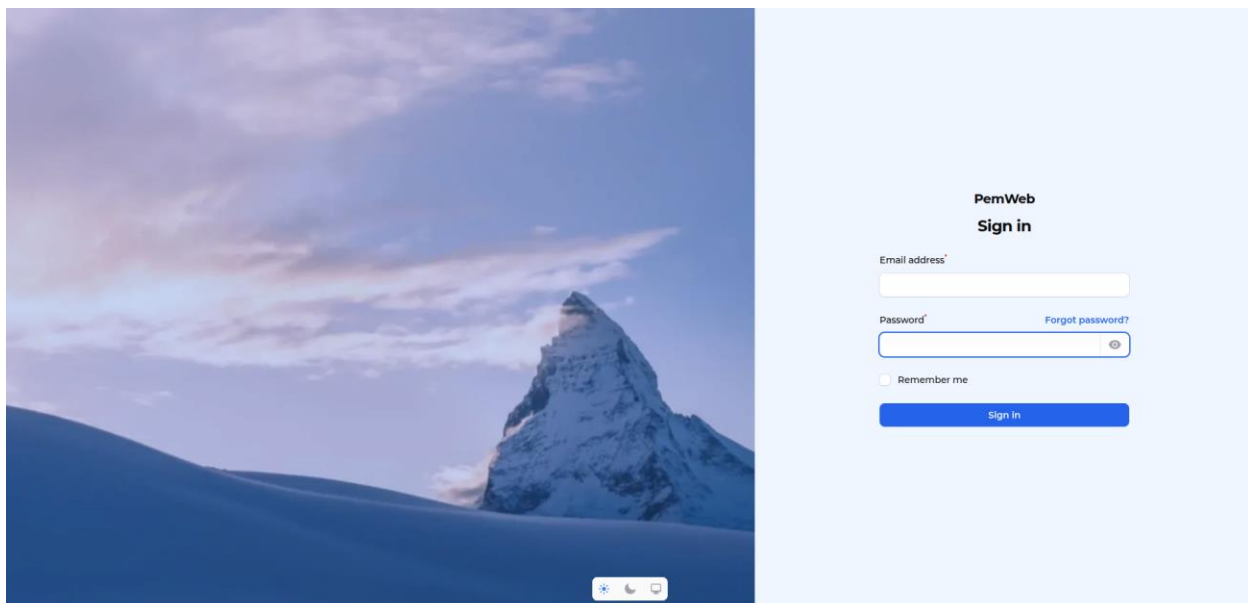 PemWeb
Sign in
Email address*
Password*
Forgot password?
Remember me
Sign in